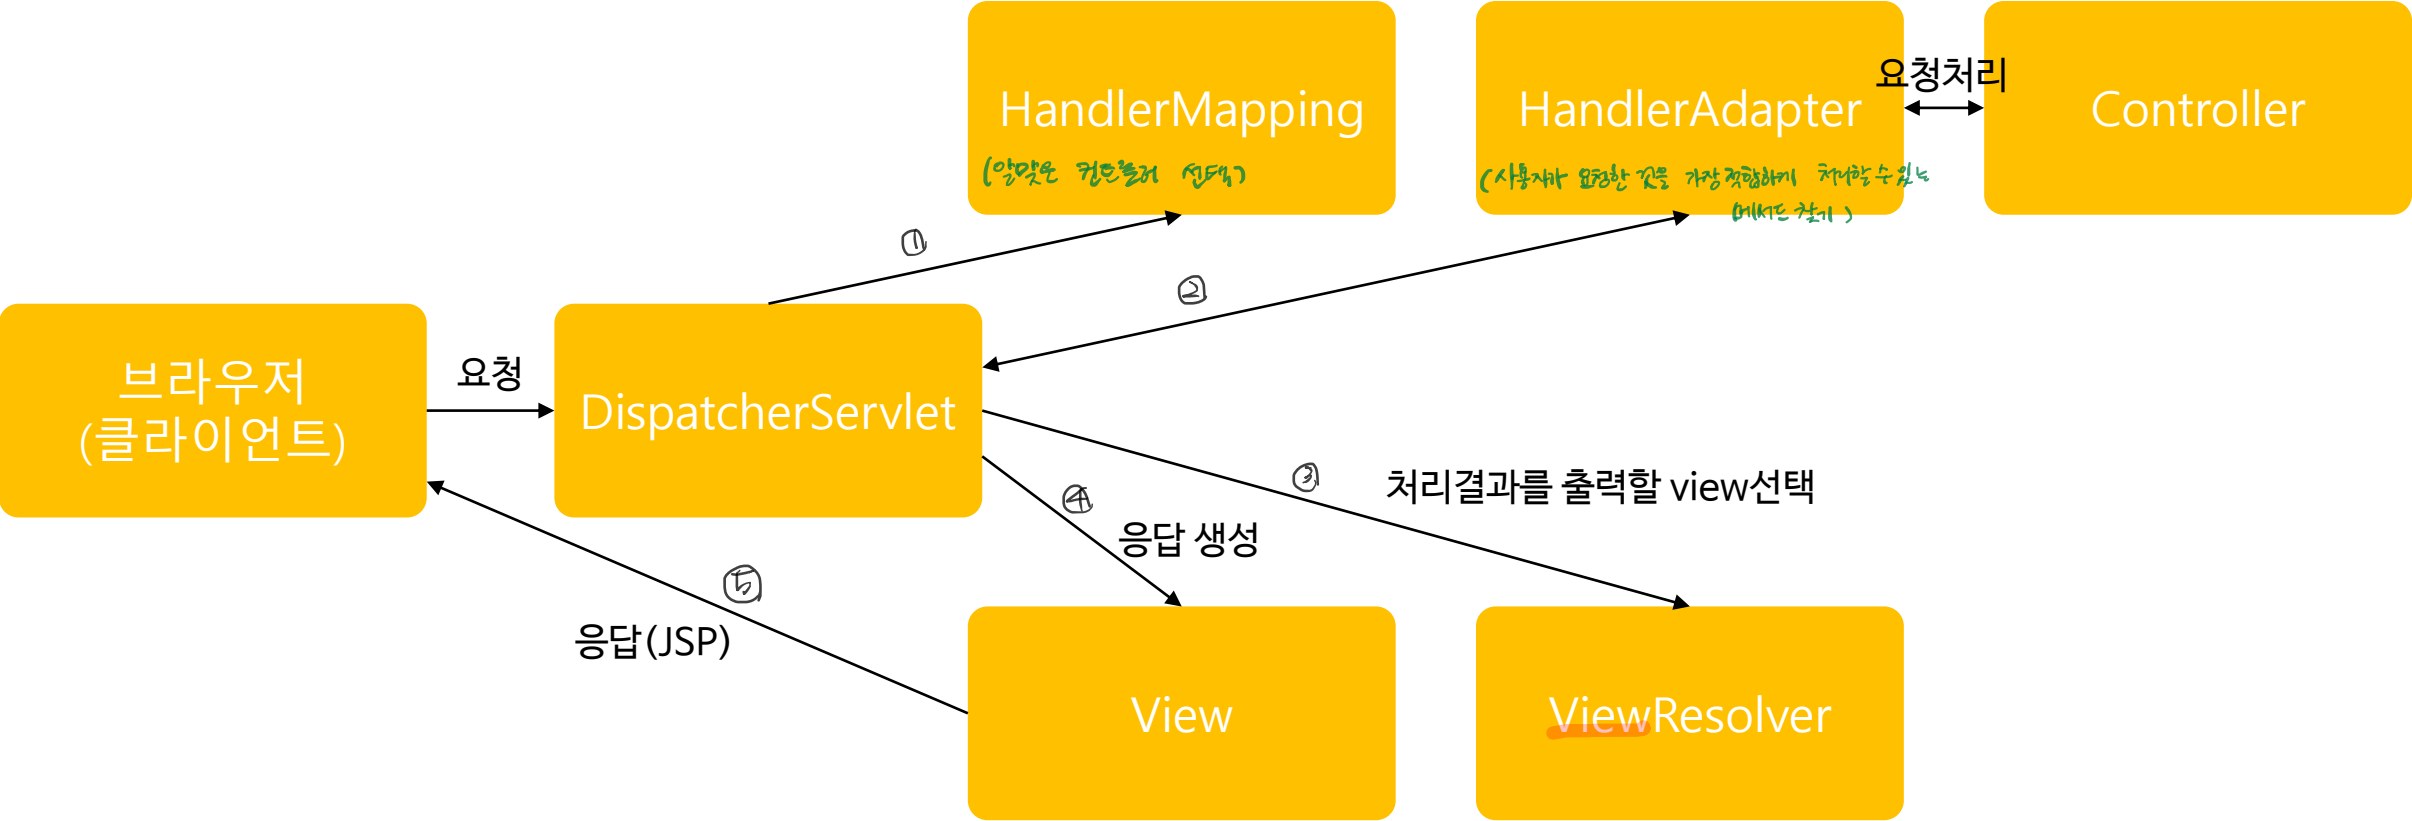 HandlerMapping
(알맞은 컨트롤러 선택)
HandlerAdapter
(사용자가 요청한 것을 가장 적합하게 처리할 수 있는
메서드 찾기)
요청처리
Controller
①
②
브라우저
(클라이언트)
요청
DispatcherServlet
③
처리결과를 출력할 view선택
④
응답 생성
⑤
응답(JSP)
View
ViewResolver